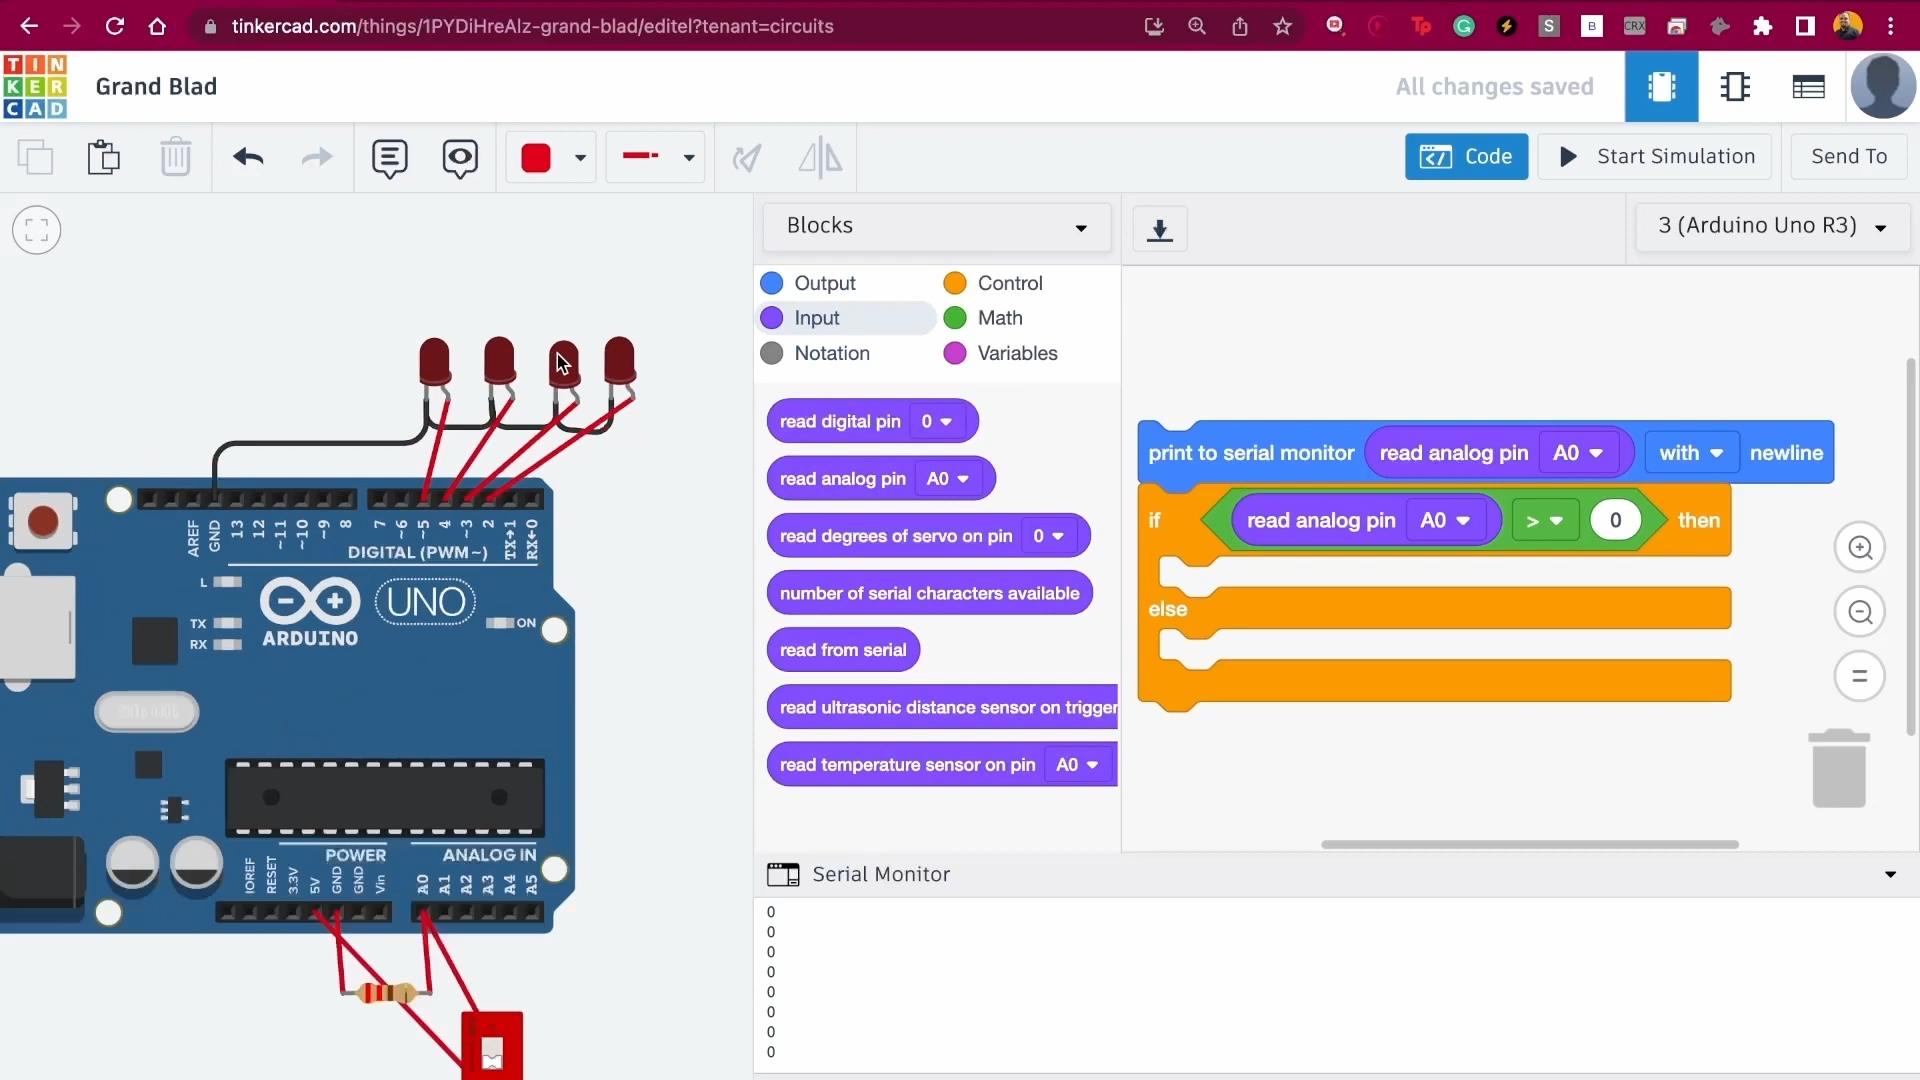 tinkercad.com/things/1PYDiHreAlz-grand-blad/editel?tenant=circuits
Tp
G
S
B
CRX
TIN
KER
CAD
Grand Blad
All changes saved
Code
Start Simulation
Send To
Blocks
3 (Arduino Uno R3)
Output
Control
Input
Math
Notation
Variables
read digital pin 0
read analog pin A0
read degrees of servo on pin 0
number of serial characters available
read from serial
read ultrasonic distance sensor on trigger
read temperature sensor on pin A0
print to serial monitor read analog pin A0 with newline
if read analog pin A0 > 0 then
else
AREF
GND
13
12
~11
~10
~9
8
7
~6
~5
4
~3
2
TX→1
RX←0
DIGITAL (PWM~)
L
TX
RX
ARDUINO
UNO
ON
POWER
ANALOG IN
IOREF
RESET
3.3V
5V
GND
GND
Vin
A0
A1
A2
A3
A4
A5
Serial Monitor
0
0
0
0
0
0
0
0